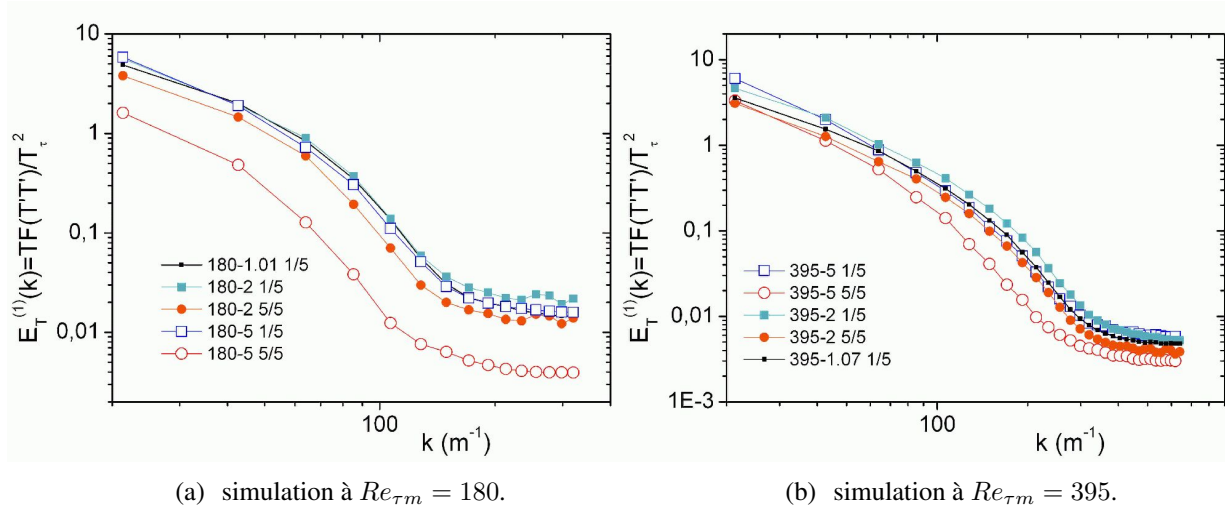 10
1
0,1
0,01
100
k (m⁻¹)
E_T^(1)(k)=TF(T'T')/T_τ^2
180-1.01 1/5
180-2 1/5
180-2 5/5
180-5 1/5
180-5 5/5
(a) simulation à Re_τm = 180.
10
1
0,1
0,01
1E-3
100
k (m⁻¹)
E_T^(1)(k)=TF(T'T')/T_τ^2
395-5 1/5
395-5 5/5
395-2 1/5
395-2 5/5
395-1.07 1/5
(b) simulation à Re_τm = 395.